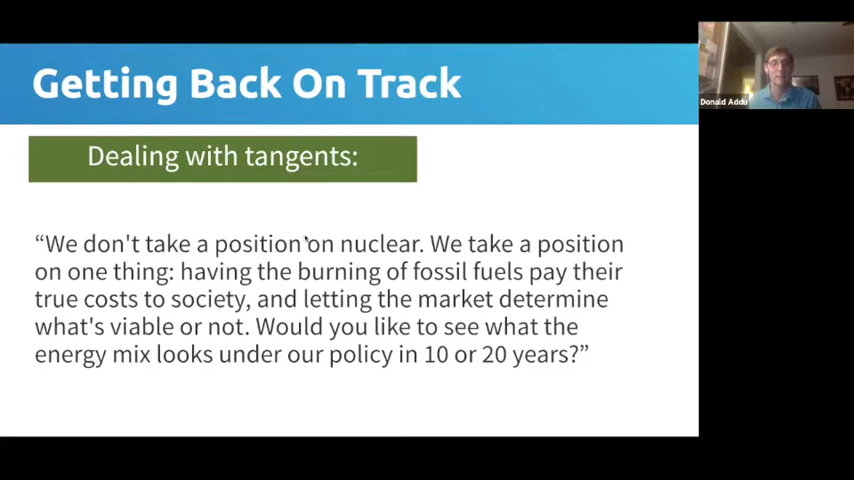 Getting Back On Track
Donald Addu
Dealing with tangents:
“We don't take a position on nuclear. We take a position
on one thing: having the burning of fossil fuels pay their
true costs to society, and letting the market determine
what's viable or not. Would you like to see what the
energy mix looks under our policy in 10 or 20 years?”